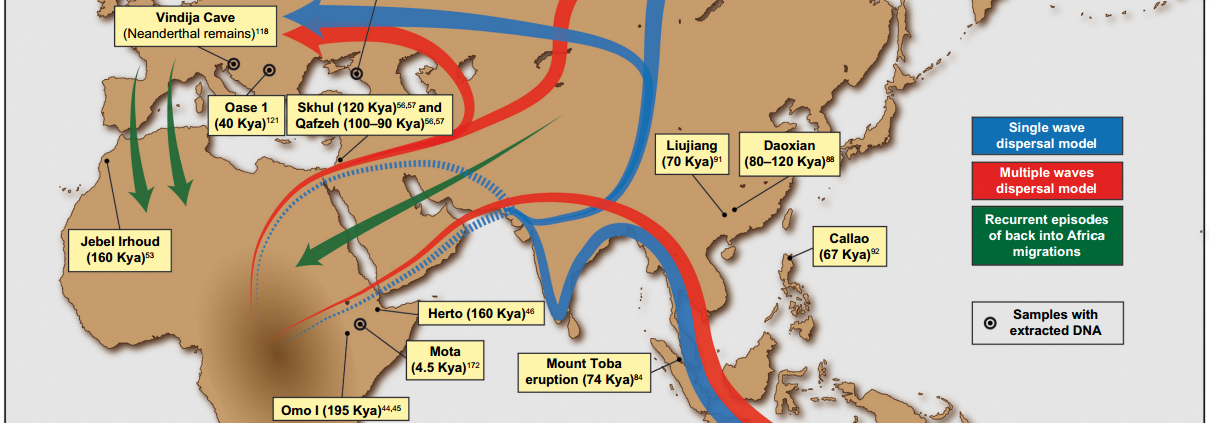 Vindija Cave
(Neanderthal remains)118
Oase 1
(40 Kya)121
Skhul (120 Kya)56,57 and
Qafzeh (100–90 Kya)56,57
Liujiang
(70 Kya)91
Daoxian
(80–120 Kya)88
Single wave
dispersal model
Multiple waves
dispersal model
Recurrent episodes
of back into Africa
migrations
Jebel Irhoud
(160 Kya)53
Callao
(67 Kya)92
Herto (160 Kya)46
Samples with
extracted DNA
Mota
(4.5 Kya)172
Mount Toba
eruption (74 Kya)84
Omo I (195 Kya)44,45